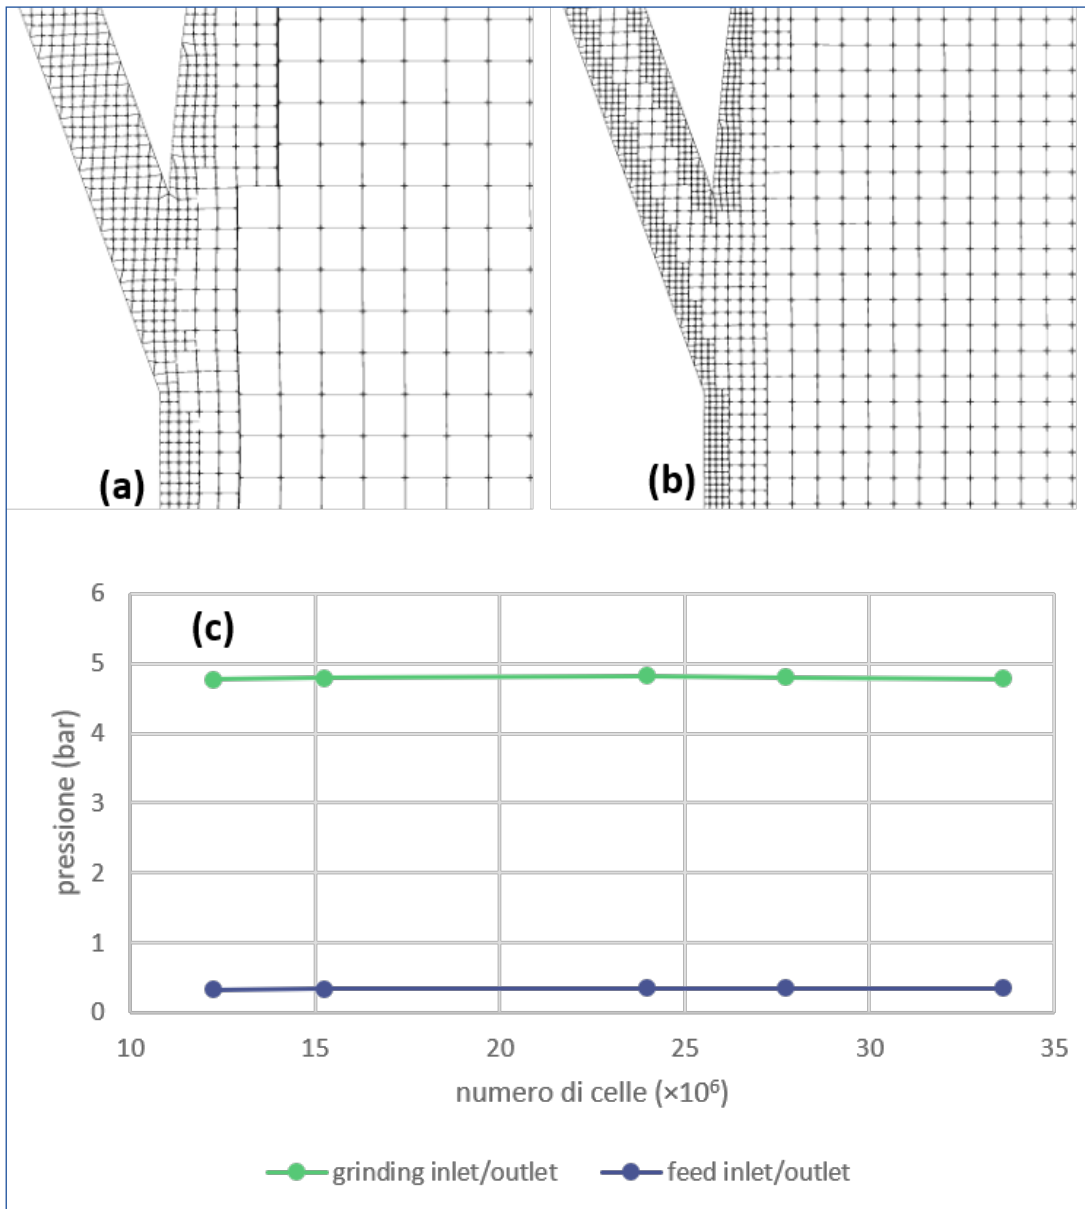 (a)
(b)
(c)
6
5
4
3
2
1
0
pressione (bar)
10 15 20 25 30 35
numero di celle (×10⁶)
grinding inlet/outlet feed inlet/outlet